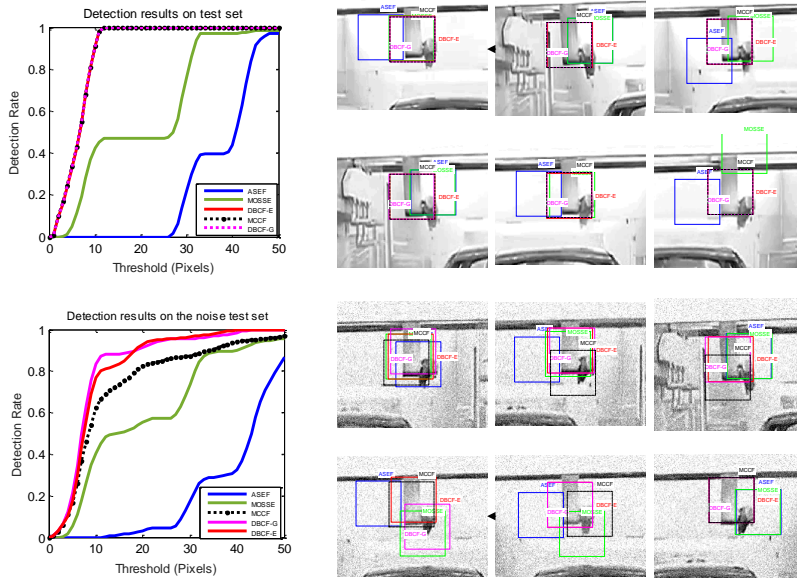 Detection results on test set
1
0.8
0.6
0.4
0.2
0
Detection Rate
0 10 20 30 40 50
Threshold (Pixels)
ASEF
MOSSE
DBCF-E
MCCF
DBCF-G
ASEF
MCCF
DBCF-E
DBCF-G
MCCF
DBCF-E
DBCF-G
MOSSE
MCCF
ASEF
DBCF-E
DBCF-G
MCCF
DBCF-E
DBCF-G
ASEF
MCCF
DBCF-E
DBCF-G
MOSSE
MCCF
DBCF-E
DBCF-G
Detection results on the noise test set
1
0.8
0.6
0.4
0.2
0
Detection Rate
0 10 20 30 40 50
Threshold (Pixels)
ASEF
MOSSE
MCCF
DBCF-G
DBCF-E
MCCF
DBCF-E
DBCF-G
ASEF
MOSSE
MCCF
DBCF-G
DBCF-E
ASEF
MCCF
DBCF-E
DBCF-G
ASEF
MCCF
DBCF-E
DBCF-G
MOSSE
MCCF
DBCF-E
DBCF-G
MCCF
ASEF
MOSSE
DBCF-E
DBCF-G